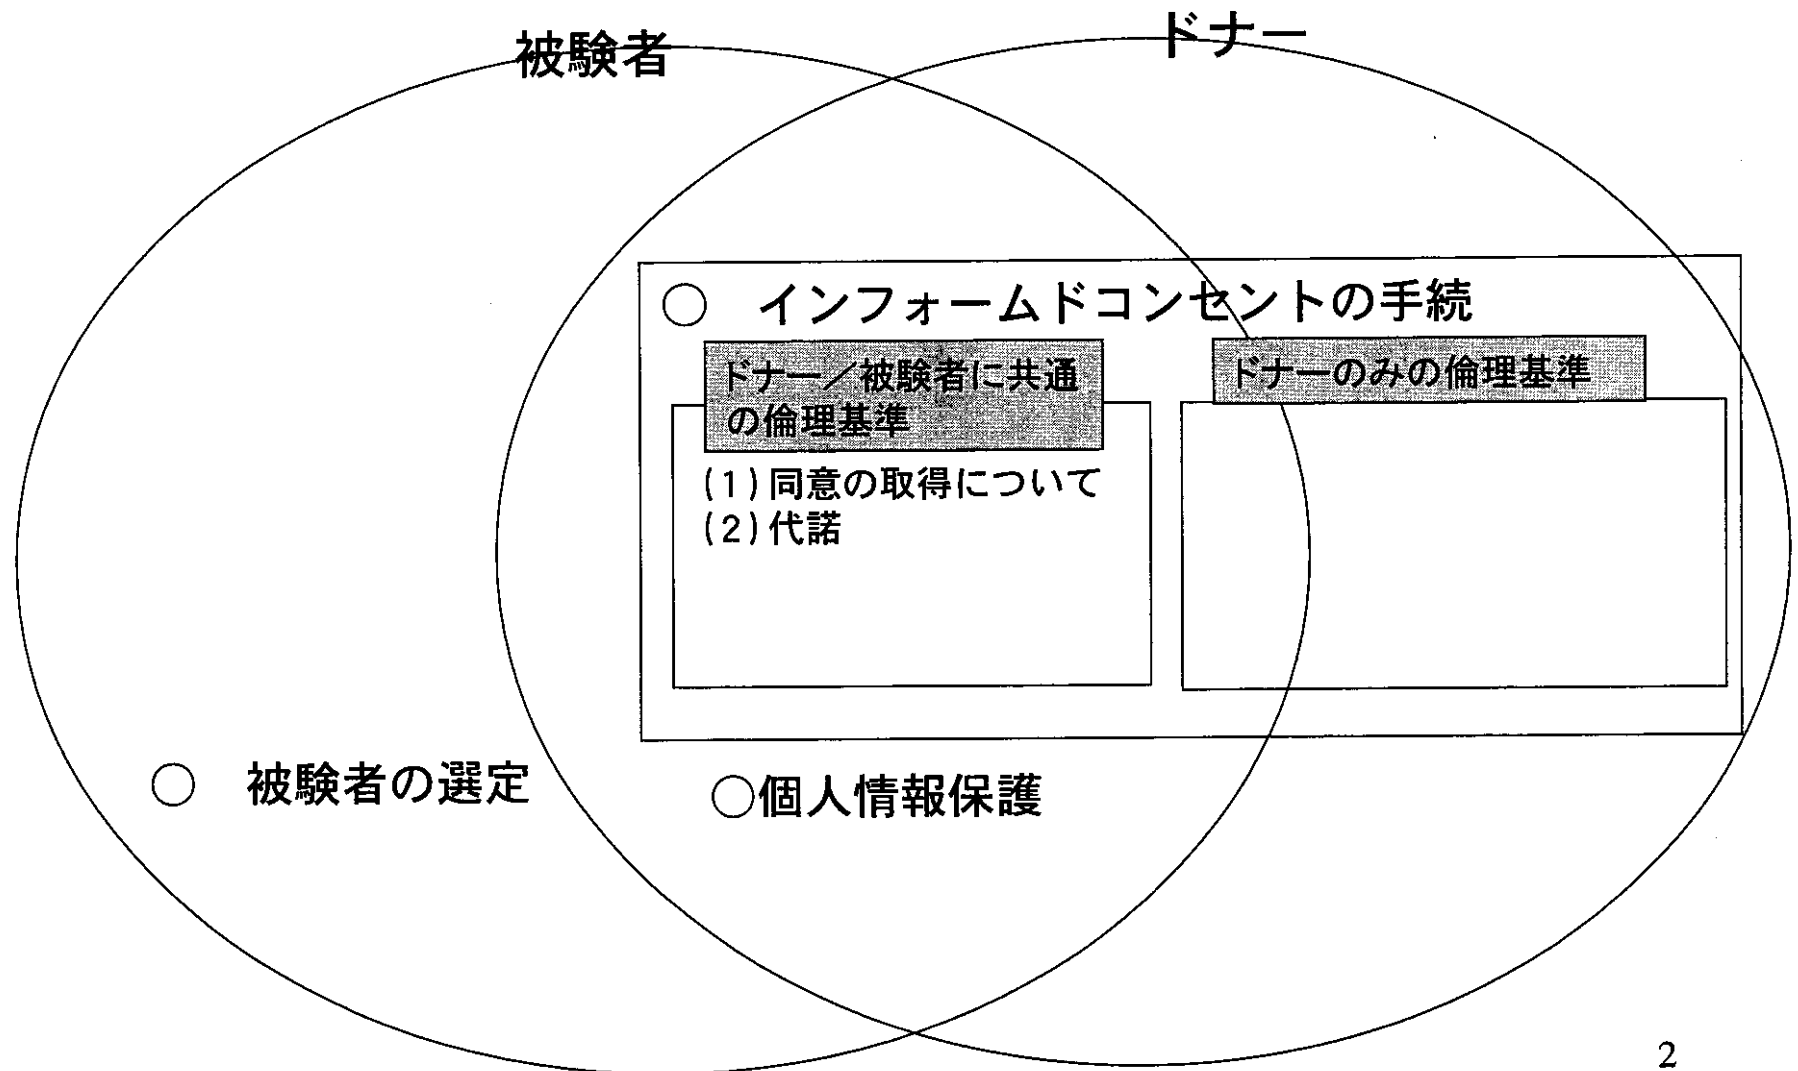 被験者
ドナー
○ インフォームドコンセントの手続
ドナー／被験者に共通
の倫理基準
ドナーのみの倫理基準
(1)同意の取得について
(2)代諾
○ 被験者の選定
○個人情報保護
2